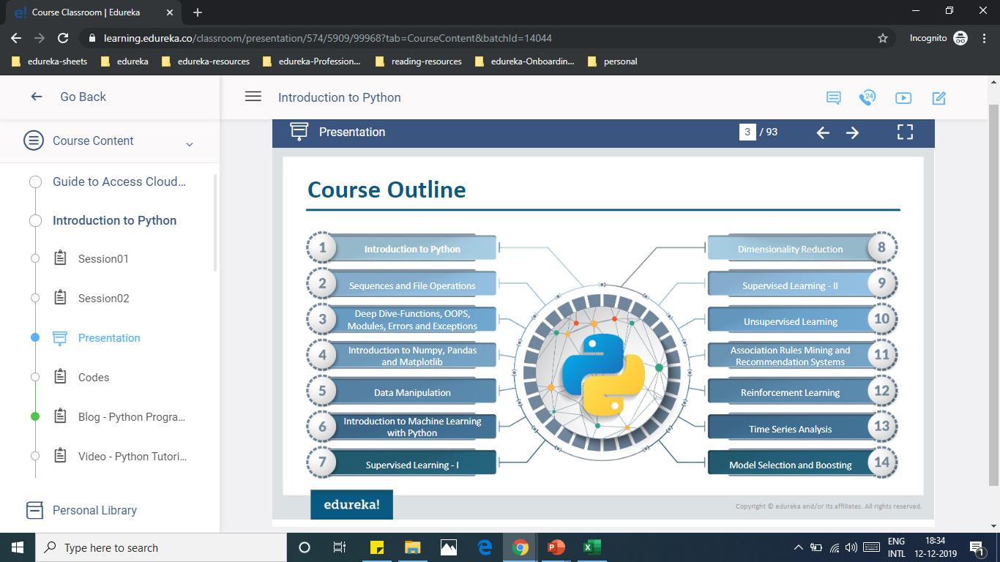 Course Classroom | Edureka
learning.edureka.co/classroom/presentation/574/5909/99968?tab=CourseContent&batchId=14044
Incognito
edureka-sheets
edureka
edureka-resources
edureka-Profession...
reading-resources
edureka-Onboardin...
personal
Go Back
Introduction to Python
24
Course Content
Presentation
3 / 93
Guide to Access Cloud...
Introduction to Python
Session01
Session02
Presentation
Codes
Blog - Python Progra...
Video - Python Tutori...
Personal Library
Course Outline
1
Introduction to Python
2
Sequences and File Operations
3
Deep Dive-Functions, OOPS,
Modules, Errors and Exceptions
4
Introduction to Numpy, Pandas
and Matplotlib
5
Data Manipulation
6
Introduction to Machine Learning
with Python
7
Supervised Learning - I
Dimensionality Reduction
8
Supervised Learning - II
9
Unsupervised Learning
10
Association Rules Mining and
Recommendation Systems
11
Reinforcement Learning
12
Time Series Analysis
13
Model Selection and Boosting
14
edureka!
Copyright © edureka and/or its affiliates. All rights reserved.
Type here to search
ENG
INTL
18:34
12-12-2019
1